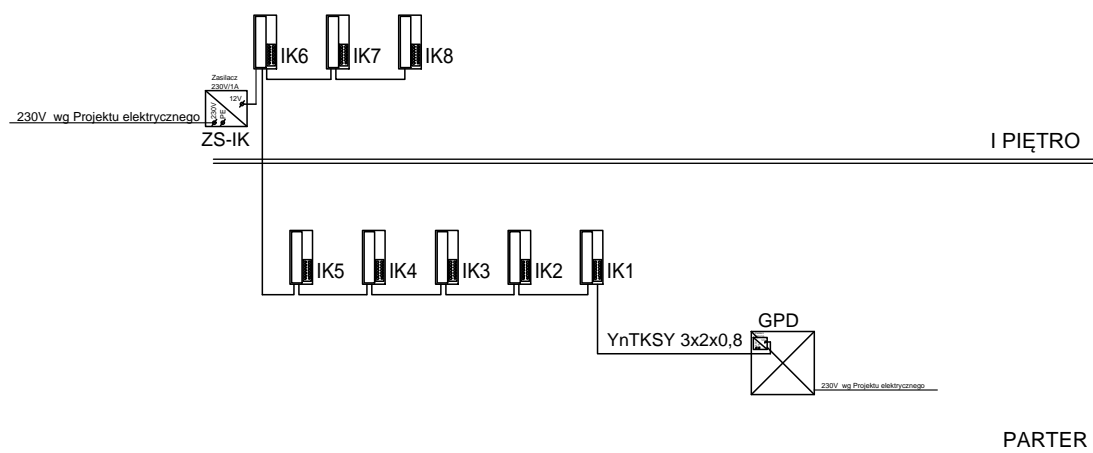 IK6
IK7
IK8
Zasilacz
230V/1A
12V
230V
PE
230V wg Projektu elektrycznego
ZS-IK
I PIĘTRO
IK5
IK4
IK3
IK2
IK1
GPD
YnTKSY 3x2x0,8
230V wg Projektu elektrycznego
PARTER